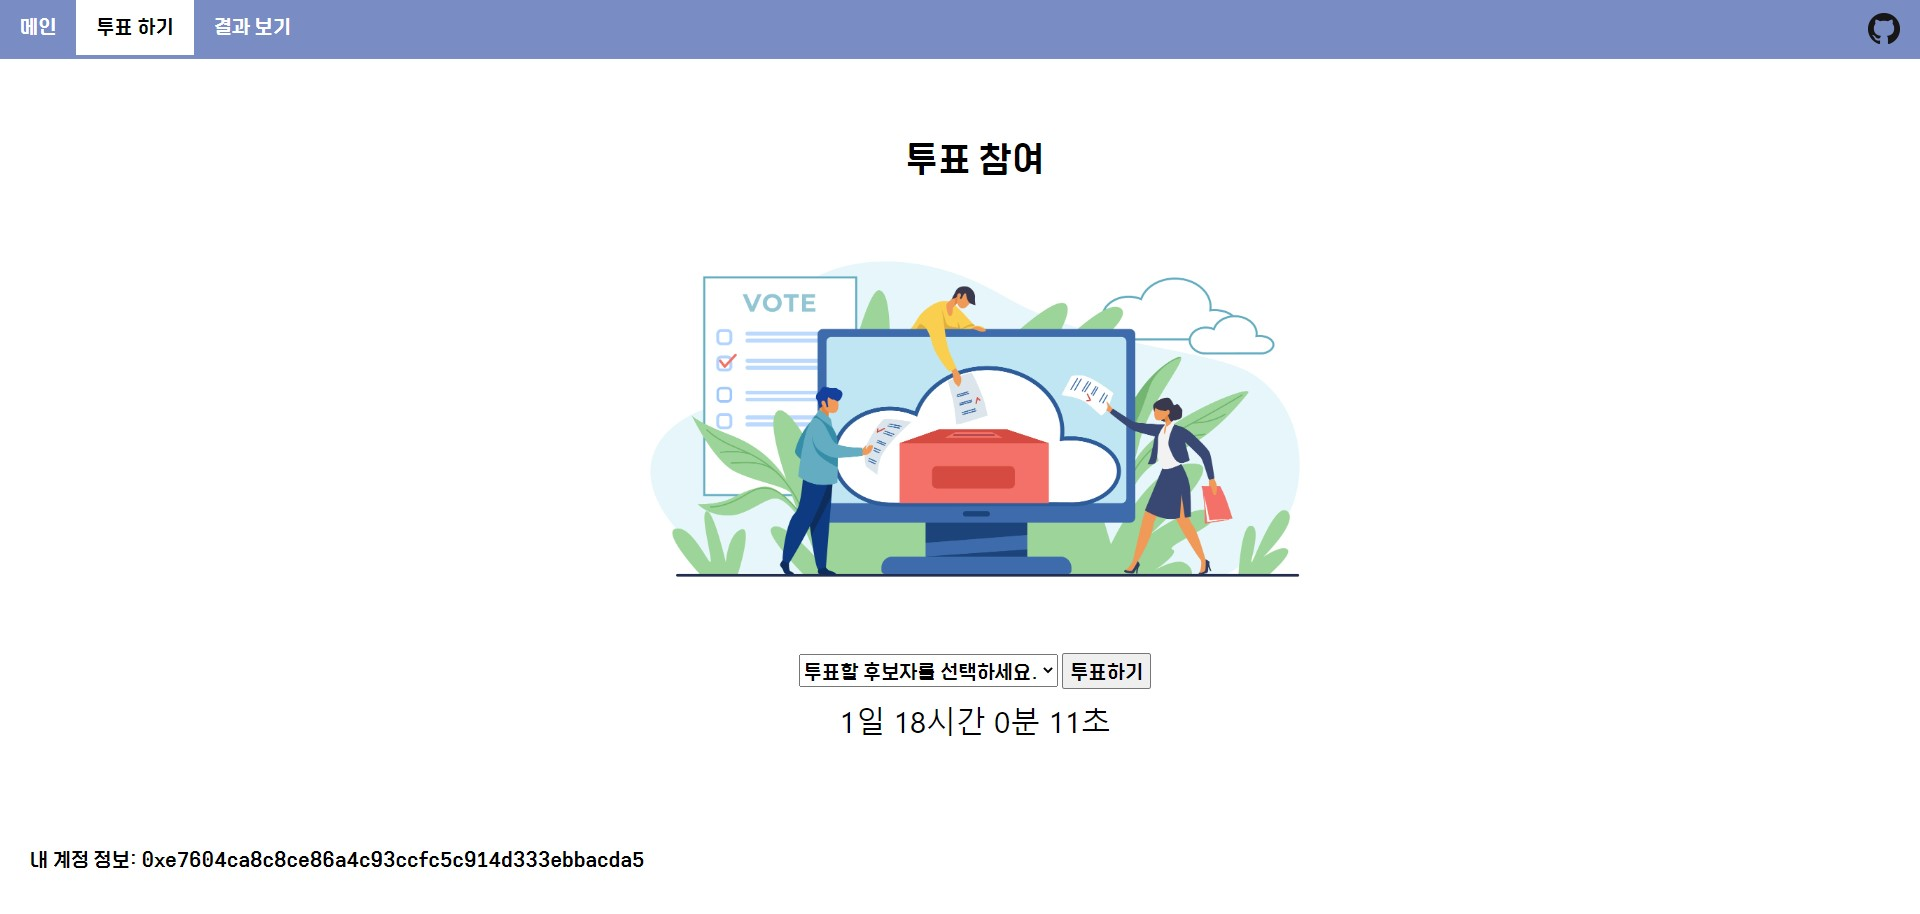 메인 투표 하기 결과 보기
투표 참여
VOTE
투표할 후보자를 선택하세요. 투표하기
1일 18시간 0분 11초
내 계정 정보: 0xe7604ca8c8ce86a4c93ccfc5c914d333ebbacda5